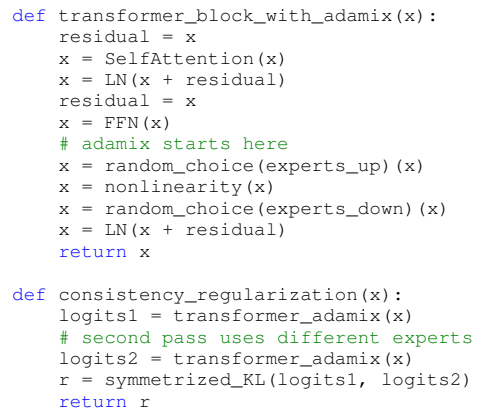 def transformer_block_with_adamix(x):
    residual = x
    x = SelfAttention(x)
    x = LN(x + residual)
    residual = x
    x = FFN(x)
    # adamix starts here
    x = random_choice(experts_up)(x)
    x = nonlinearity(x)
    x = random_choice(experts_down)(x)
    x = LN(x + residual)
    return x

def consistency_regularization(x):
    logits1 = transformer_adamix(x)
    # second pass uses different experts
    logits2 = transformer_adamix(x)
    r = symmetrized_KL(logits1, logits2)
    return r